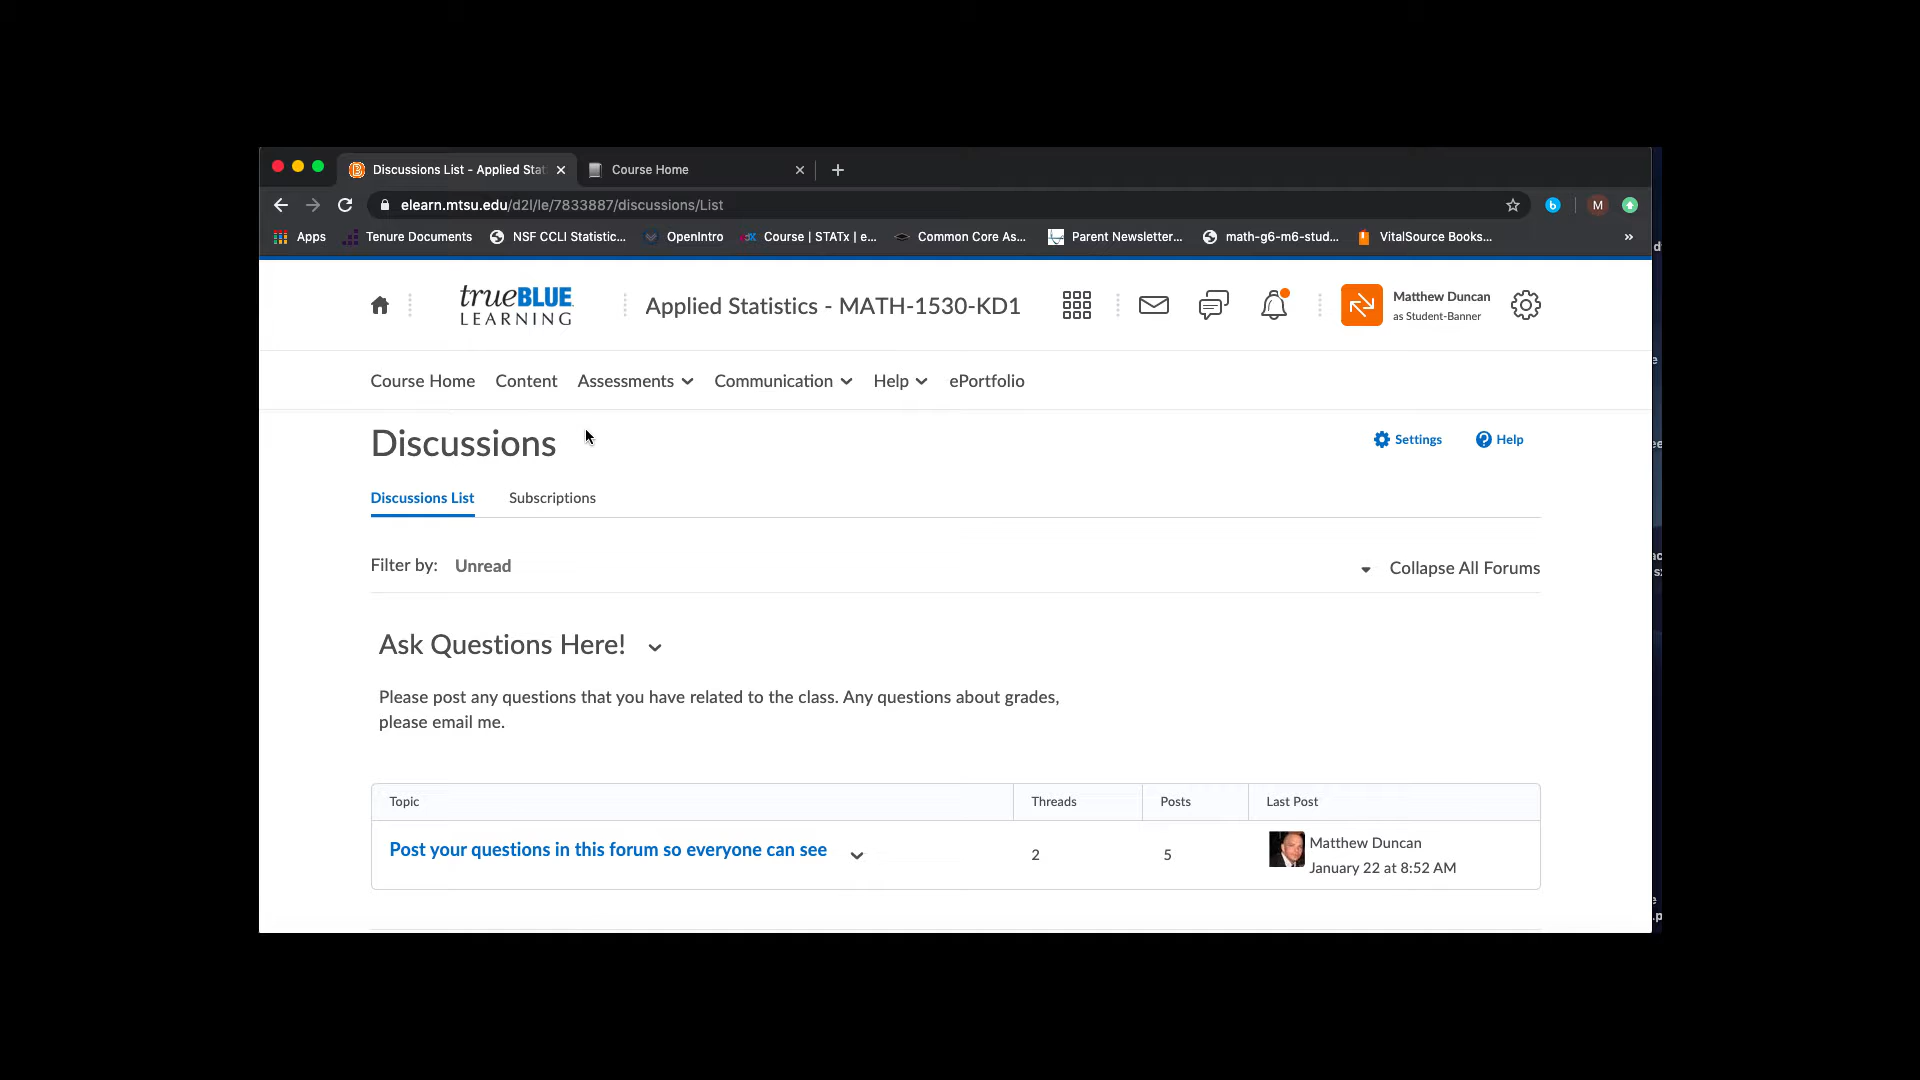 Discussions List - Applied Stat
Course Home
elearn.mtsu.edu/d2l/le/7833887/discussions/List
M
Apps
Tenure Documents
NSF CCLI Statistic...
OpenIntro
Course | STATx | e...
Common Core As...
Parent Newsletter...
math-g6-m6-stud...
VitalSource Books...
»
trueBLUE
LEARNING
Applied Statistics - MATH-1530-KD1
Matthew Duncan
as Student-Banner
Course Home
Content
Assessments
Communication
Help
ePortfolio
Discussions
Settings
Help
Discussions List
Subscriptions
Filter by: Unread
Collapse All Forums
Ask Questions Here!
Please post any questions that you have related to the class. Any questions about grades,
please email me.
Topic
Threads
Posts
Last Post
Post your questions in this forum so everyone can see
2
5
Matthew Duncan
January 22 at 8:52 AM